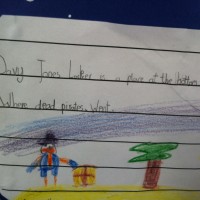 Davy Jones Locker is a place at the bottom
Where dead pirates went.